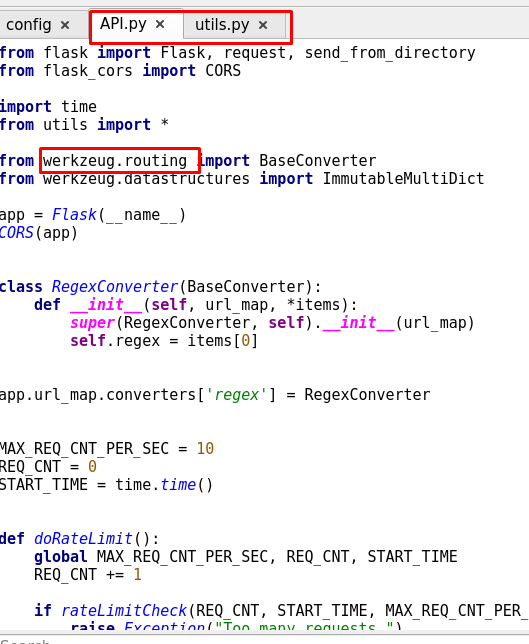 config × API.py × utils.py ×
from flask import Flask, request, send_from_directory
from flask_cors import CORS
import time
from utils import *
from werkzeug.routing import BaseConverter
from werkzeug.datastructures import ImmutableMultiDict
app = Flask(__name__)
CORS(app)
class RegexConverter(BaseConverter):
def __init__(self, url_map, *items):
super(RegexConverter, self).__init__(url_map)
self.regex = items[0]
app.url_map.converters['regex'] = RegexConverter
MAX_REQ_CNT_PER_SEC = 10
REQ_CNT = 0
START_TIME = time.time()
def doRateLimit():
global MAX_REQ_CNT_PER_SEC, REQ_CNT, START_TIME
REQ_CNT += 1
if rateLimitCheck(REQ_CNT, START_TIME, MAX_REQ_CNT_PER_
raise Exception("Too many requests.")
Search